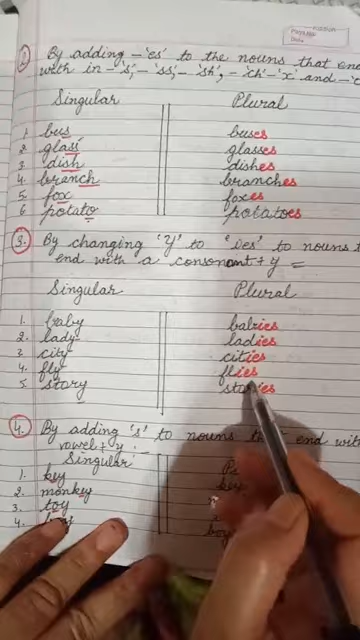 2. By adding -'es' to the nouns that end
with in -'s', -'ss', -'sh', -'ch' -'x' and -'
Singular Plural
1. bus buses
2. glass glasses
3. dish dishes
4. branch branches
5. fox foxes
6. potato potatoes
3. By changing 'Y' to 'ies' to nouns
end with a consonant + y
Singular Plural
1. baby babies
2. lady ladies
3. city cities
4. fly flies
5. story stories
4. By adding 's' to nouns end with
vowel + y :-
Singular :
1. key
2. monkey
3. toy
4.